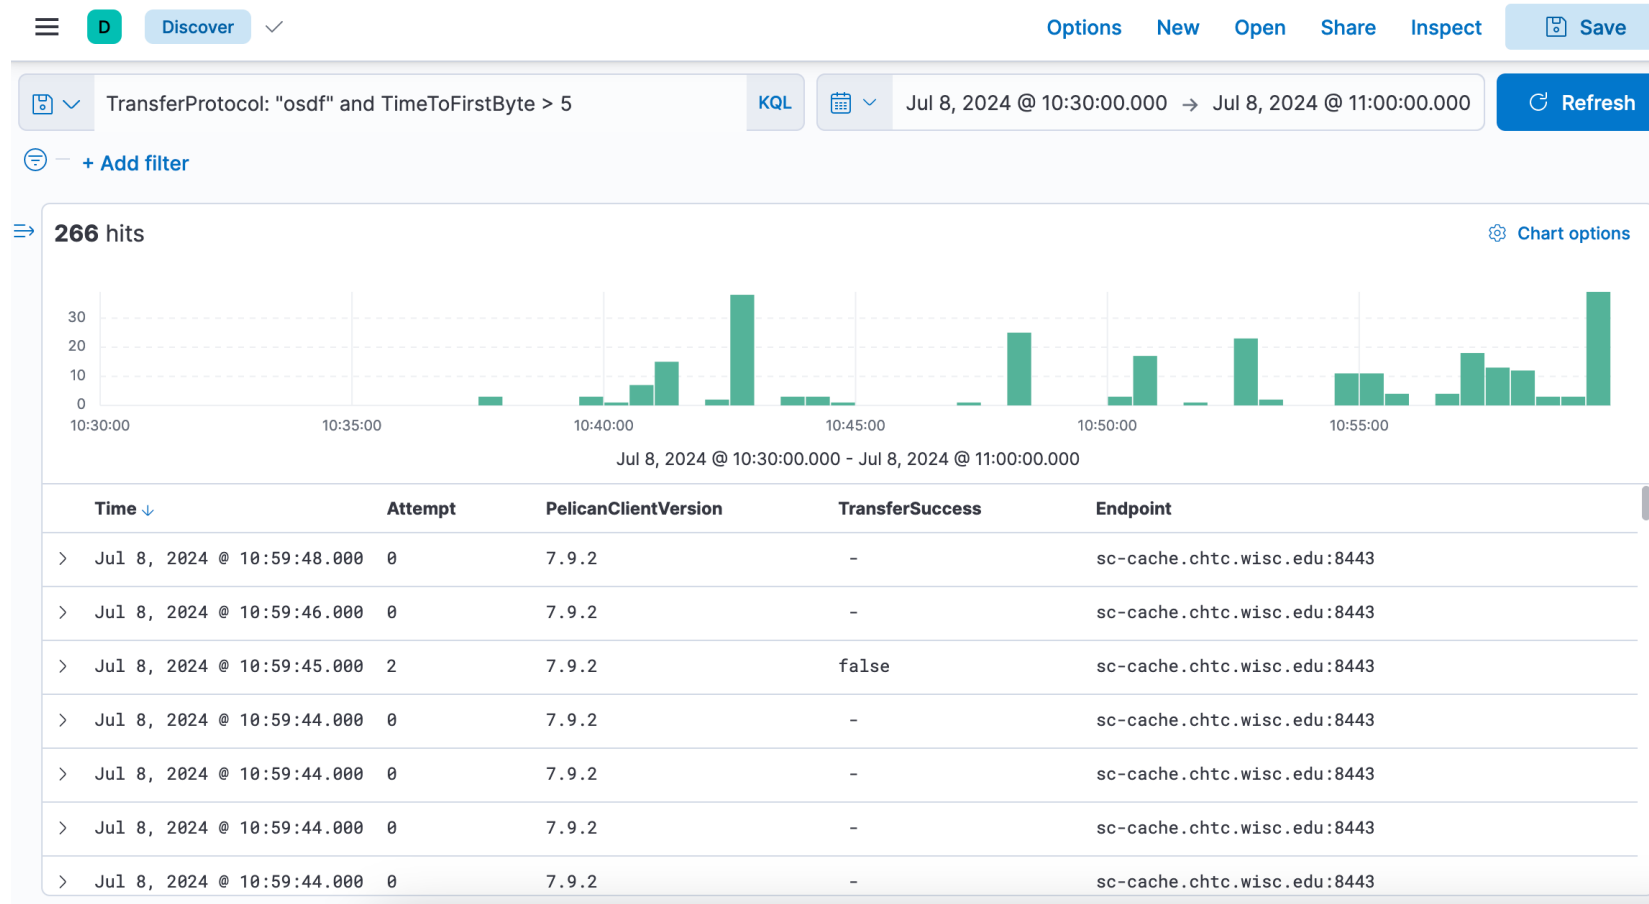 D Discover Options New Open Share Inspect Save
TransferProtocol: "osdf" and TimeToFirstByte > 5 KQL Jul 8, 2024 @ 10:30:00.000 → Jul 8, 2024 @ 11:00:00.000 Refresh
+ Add filter
266 hits Chart options
30
20
10
0
10:30:00 10:35:00 10:40:00 10:45:00 10:50:00 10:55:00
Jul 8, 2024 @ 10:30:00.000 - Jul 8, 2024 @ 11:00:00.000
Time ↓ Attempt PelicanClientVersion TransferSuccess Endpoint
Jul 8, 2024 @ 10:59:48.000 0 7.9.2 - sc-cache.chtc.wisc.edu:8443
Jul 8, 2024 @ 10:59:46.000 0 7.9.2 - sc-cache.chtc.wisc.edu:8443
Jul 8, 2024 @ 10:59:45.000 2 7.9.2 false sc-cache.chtc.wisc.edu:8443
Jul 8, 2024 @ 10:59:44.000 0 7.9.2 - sc-cache.chtc.wisc.edu:8443
Jul 8, 2024 @ 10:59:44.000 0 7.9.2 - sc-cache.chtc.wisc.edu:8443
Jul 8, 2024 @ 10:59:44.000 0 7.9.2 - sc-cache.chtc.wisc.edu:8443
Jul 8, 2024 @ 10:59:44.000 0 7.9.2 - sc-cache.chtc.wisc.edu:8443